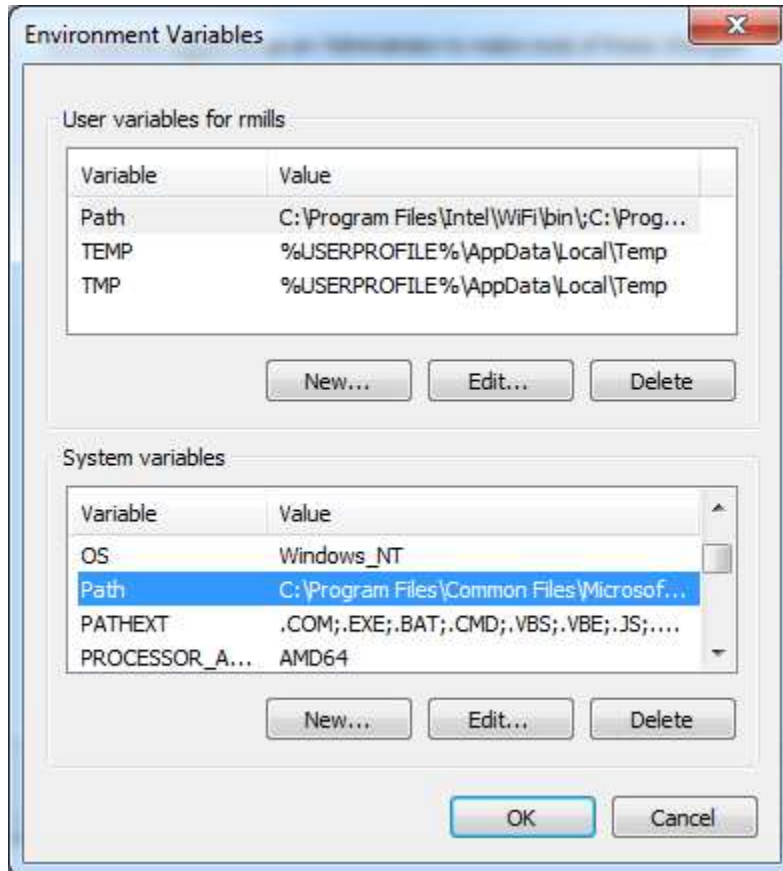 Environment Variables
User variables for rmills
Variable Value
Path C:\Program Files\Intel\WiFi\bin\;C:\Prog...
TEMP %USERPROFILE%\AppData\Local\Temp
TMP %USERPROFILE%\AppData\Local\Temp
New... Edit... Delete
System variables
Variable Value
OS Windows_NT
Path C:\Program Files\Common Files\Microsof...
PATHEXT .COM;.EXE;.BAT;.CMD;.VBS;.VBE;.JS;....
PROCESSOR_A... AMD64
New... Edit... Delete
OK Cancel